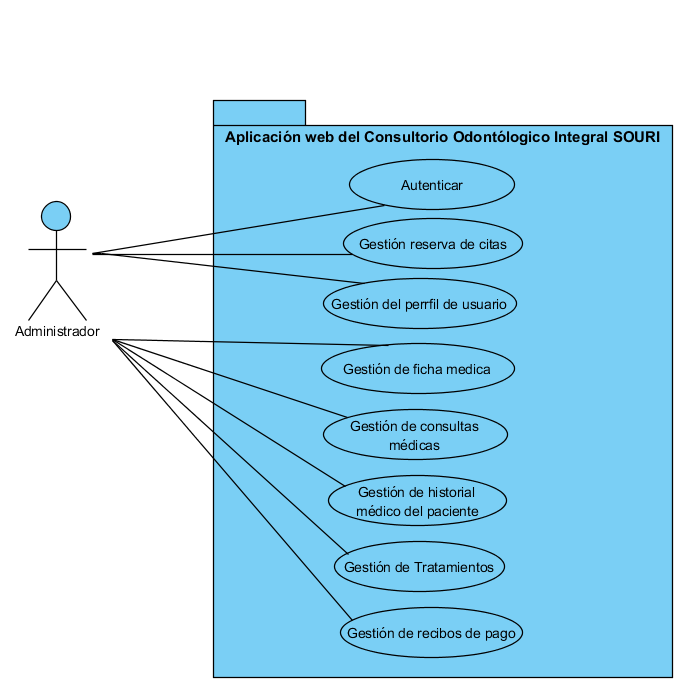 Aplicación web del Consultorio Odontólogico Integral SOURI
Autenticar
Gestión reserva de citas
Gestión del perrfil de usuario
Administrador
Gestión de ficha medica
Gestión de consultas
médicas
Gestión de historial
médico del paciente
Gestión de Tratamientos
Gestión de recibos de pago